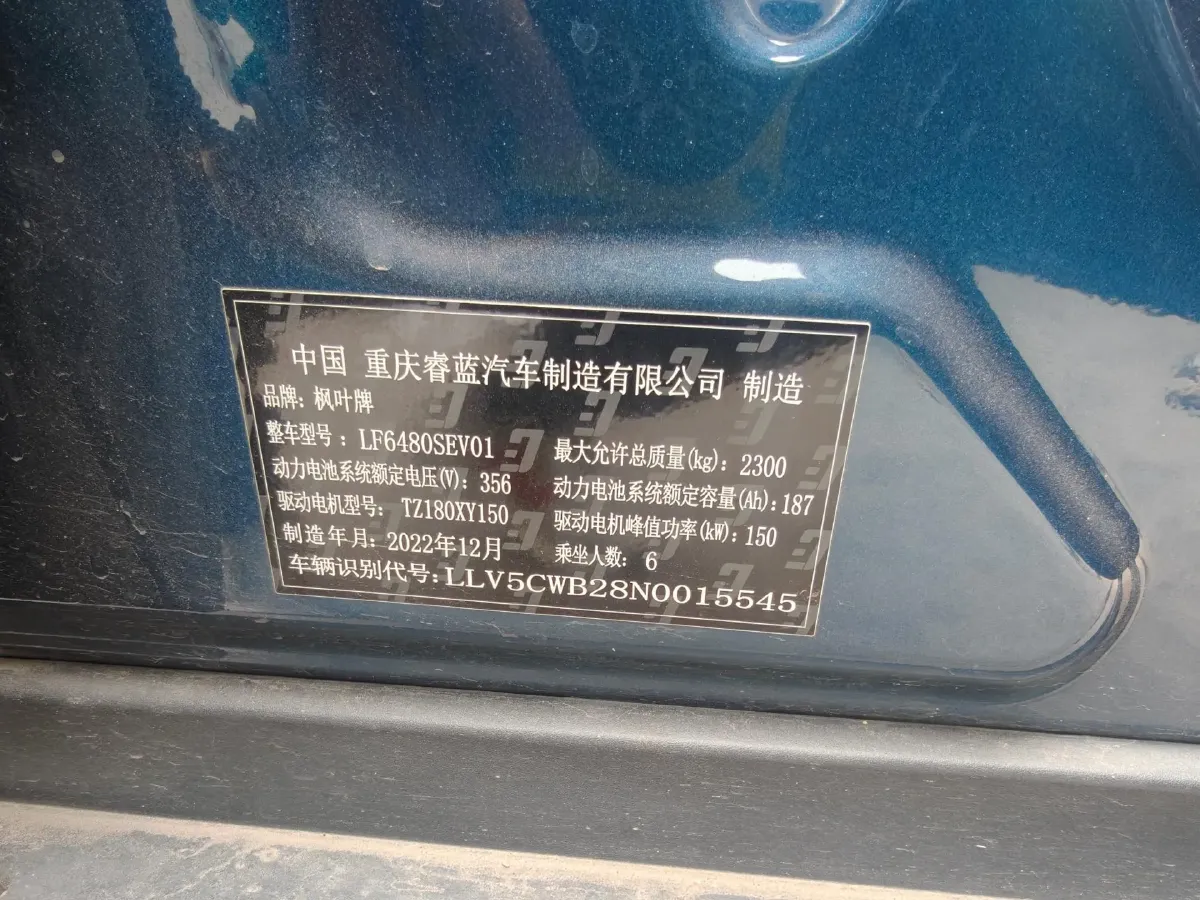 中国 重庆睿蓝汽车制造有限公司 制造
品牌: 枫叶牌
整车型号: LF6480SEV01 最大允许总质量(kg): 2300
动力电池系统额定电压(V): 356 动力电池系统额定容量(Ah): 187
驱动电机型号: TZ180XY150 驱动电机峰值功率(kW): 150
制造年月: 2022年12月 乘坐人数: 6
车辆识别代号: LLV5CWB28N0015545